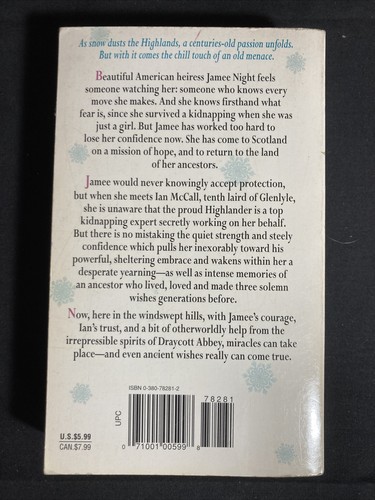 As snow dusts the Highlands, a centuries-old passion unfolds.
But with it comes the chill touch of an old menace.
Beautiful American heiress Jamee Night feels
someone watching her: someone who knows every
move she makes. And she knows firsthand what
fear is, since she survived a kidnapping when she was
just a girl. But Jamee has worked too hard to
lose her confidence now. She has come to Scotland
on a mission of hope, and to return to the land
of her ancestors.
Jamee would never knowingly accept protection,
but when she meets Ian McCall, tenth laird of Glenlyle,
she is unaware that the proud Highlander is a top
kidnapping expert secretly working on her behalf.
But there is no mistaking the quiet strength and steely
confidence which pulls her inexorably toward his
powerful, sheltering embrace and wakens within her a
desperate yearning—as well as intense memories of
an ancestor who lived, loved and made three solemn
wishes generations before.
Now, here in the windswept hills, with Jamee's courage,
Ian's trust, and a bit of otherworldly help from the
irrepressible spirits of Draycott Abbey, miracles can take
place—and even ancient wishes really can come true.
ISBN 0-380-78281-2
78281
UPC
U.S.$5.99
CAN.$7.99
0 71001 00599 8